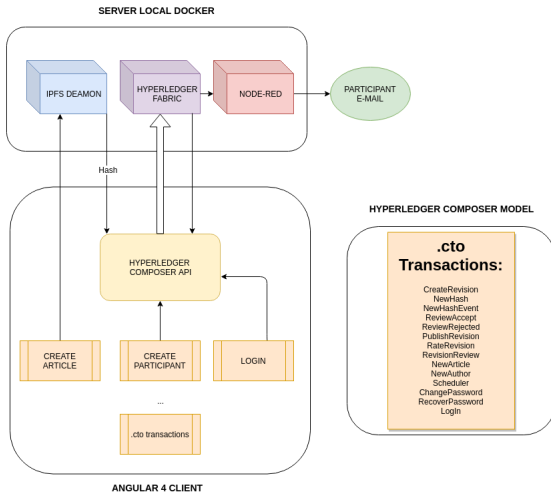 SERVER LOCAL DOCKER
IPFS DEAMON
HYPERLEDGER
FABRIC
NODE-RED
PARTICIPANT
E-MAIL
Hash
HYPERLEDGER
COMPOSER API
CREATE
ARTICLE
CREATE
PARTICIPANT
LOGIN
...
.cto transactions
ANGULAR 4 CLIENT
HYPERLEDGER COMPOSER MODEL
.cto
Transactions:
CreateRevision
NewHash
NewHashEvent
ReviewAccept
ReviewRejected
PublishRevision
RateRevision
RevisionReview
NewArticle
NewAuthor
Scheduler
ChangePassword
RecoverPassword
LogIn